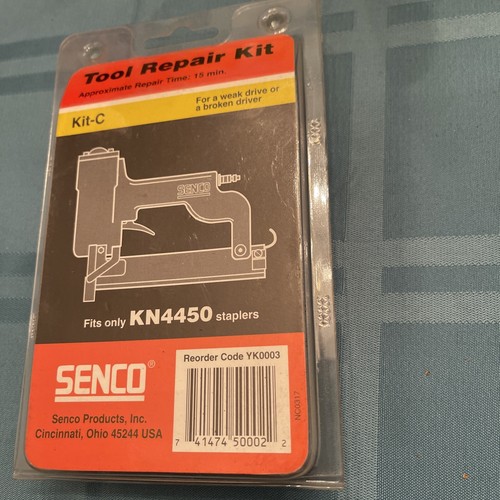 Tool Repair Kit
Approximate Repair Time: 15 min.
Kit-C
For a weak drive or
a broken driver
SENCO
Fits only KN4450 staplers
SENCO®
Senco Products, Inc.
Cincinnati, Ohio 45244 USA
Reorder Code YK0003
7 41474 50002 2
NC0317